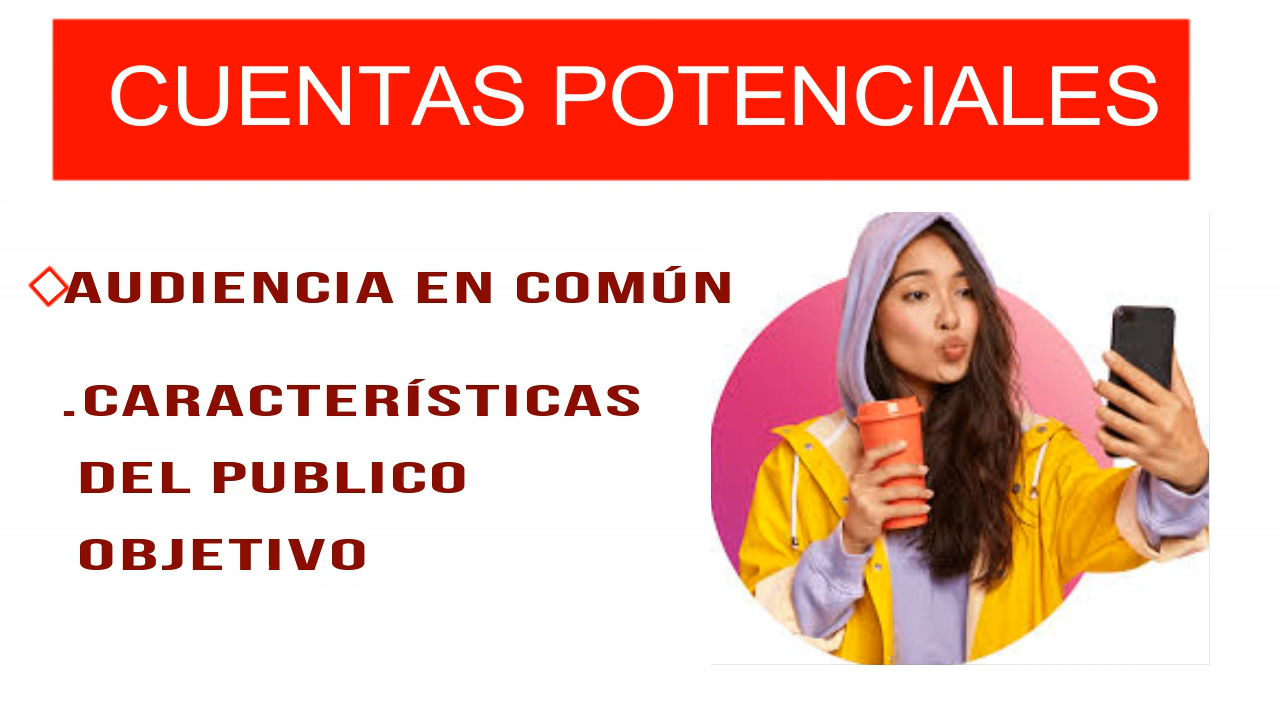 CUENTAS POTENCIALES
AUDIENCIA EN COMÚN
.CARACTERÍSTICAS
DEL PUBLICO
OBJETIVO